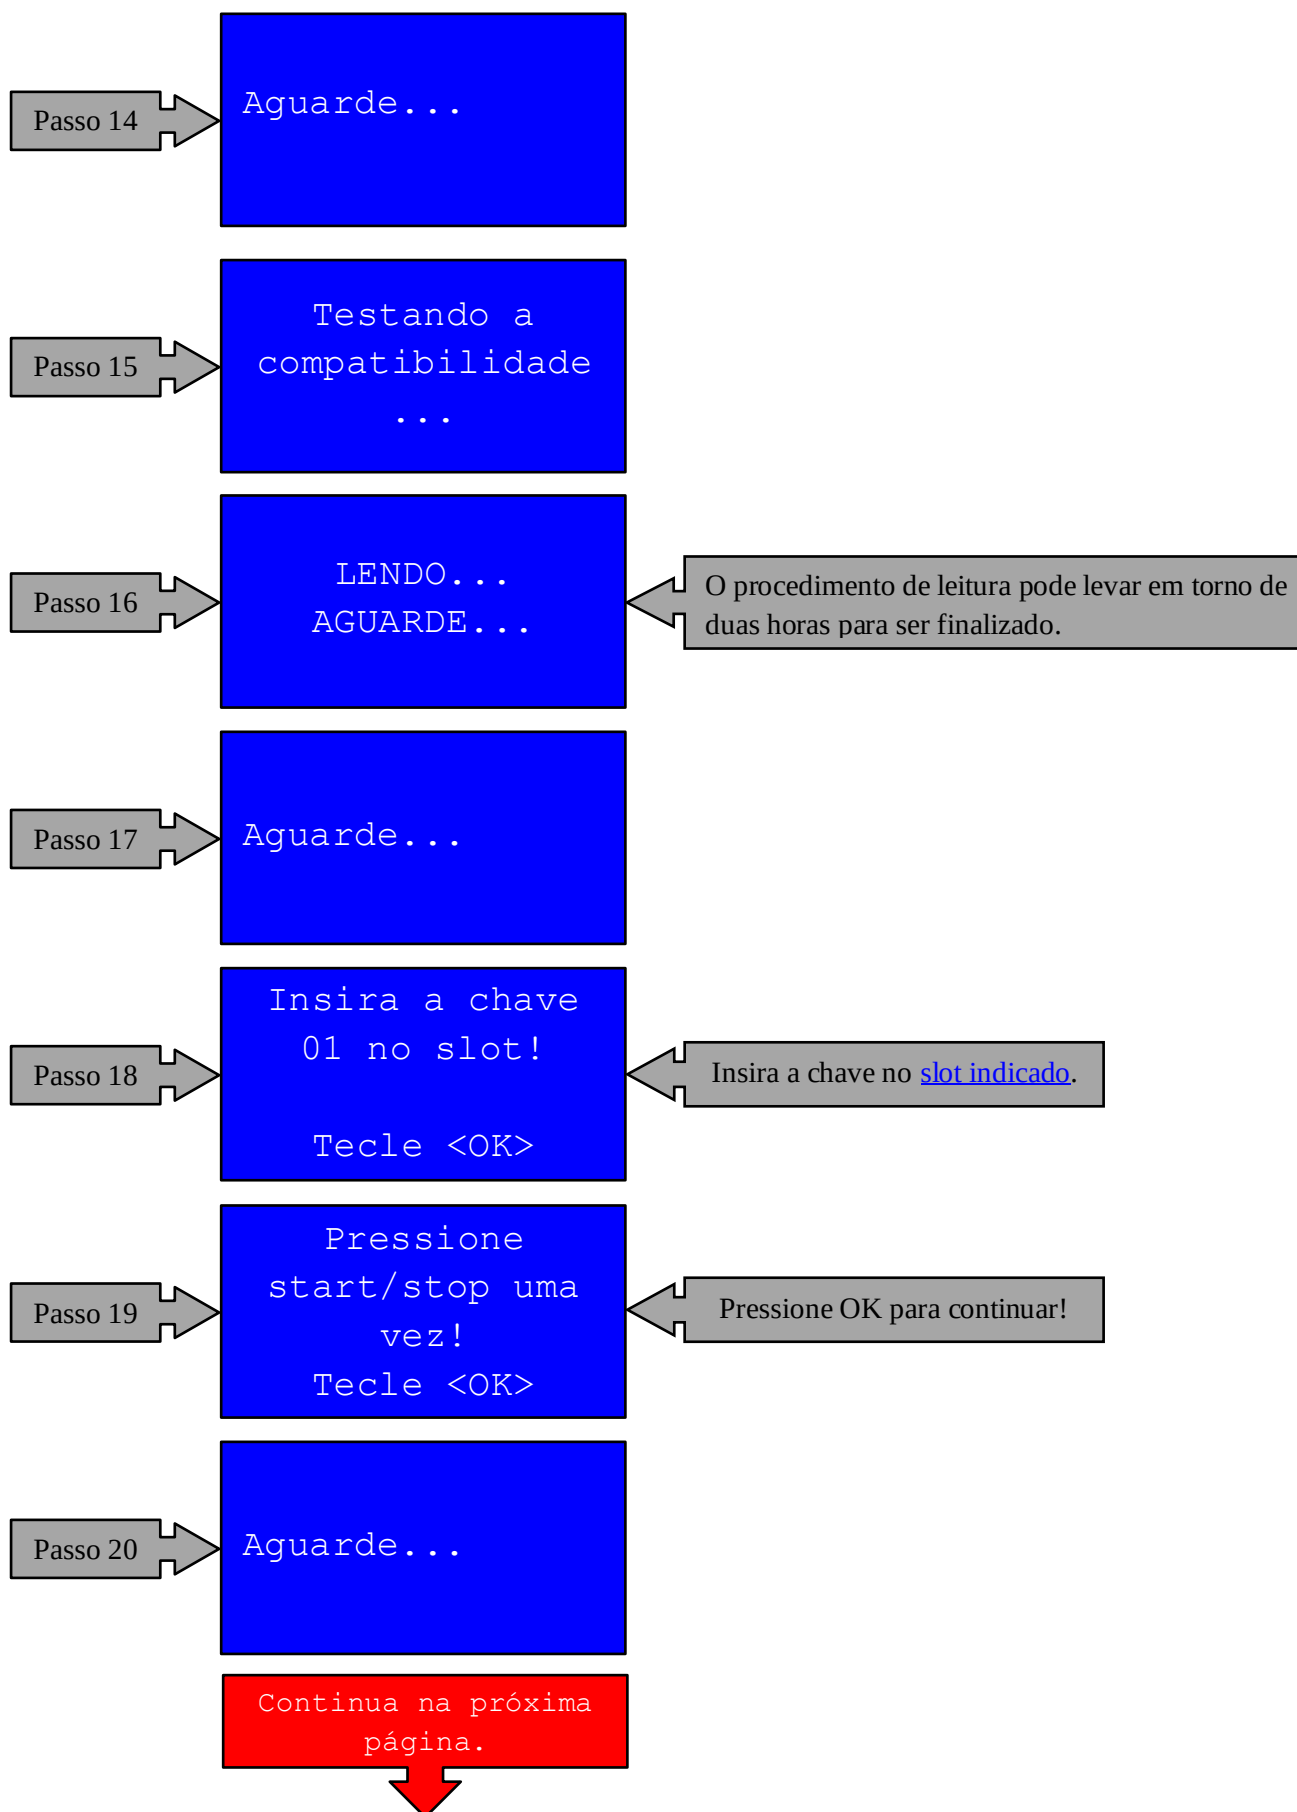 Passo 14
Aguarde...
Passo 15
Testando a
compatibilidade
...
Passo 16
LENDO...
AGUARDE...
O procedimento de leitura pode levar em torno de
duas horas para ser finalizado.
Passo 17
Aguarde...
Passo 18
Insira a chave
01 no slot!
Tecle <OK>
Insira a chave no slot indicado.
Passo 19
Pressione
start/stop uma
vez!
Tecle <OK>
Pressione OK para continuar!
Passo 20
Aguarde...
Continua na próxima
página.